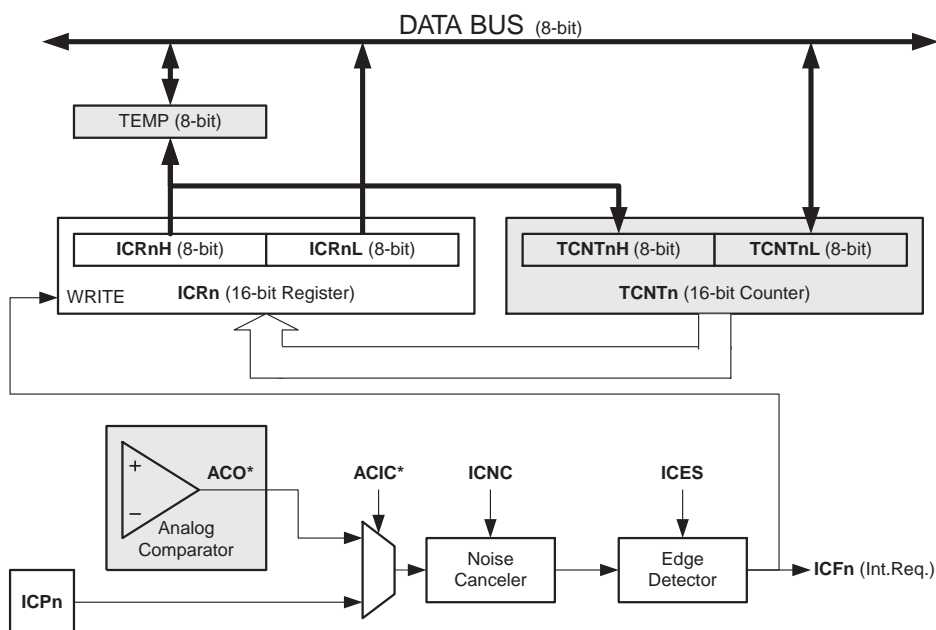 DATA BUS (8-bit)
TEMP (8-bit)
ICRnH (8-bit)
ICRnL (8-bit)
TCNTnH (8-bit)
TCNTnL (8-bit)
WRITE
ICRn (16-bit Register)
TCNTn (16-bit Counter)
+
ACO*
ACIC*
ICNC
ICES
−
Analog
Comparator
Noise
Canceler
Edge
Detector
ICFn (Int.Req.)
ICPn